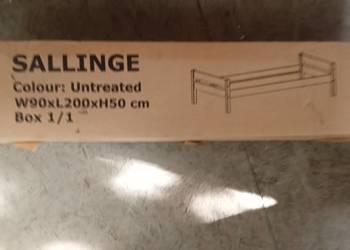 SALLINGE
Colour: Untreated
W90xL200xH50 cm
Box 1/1